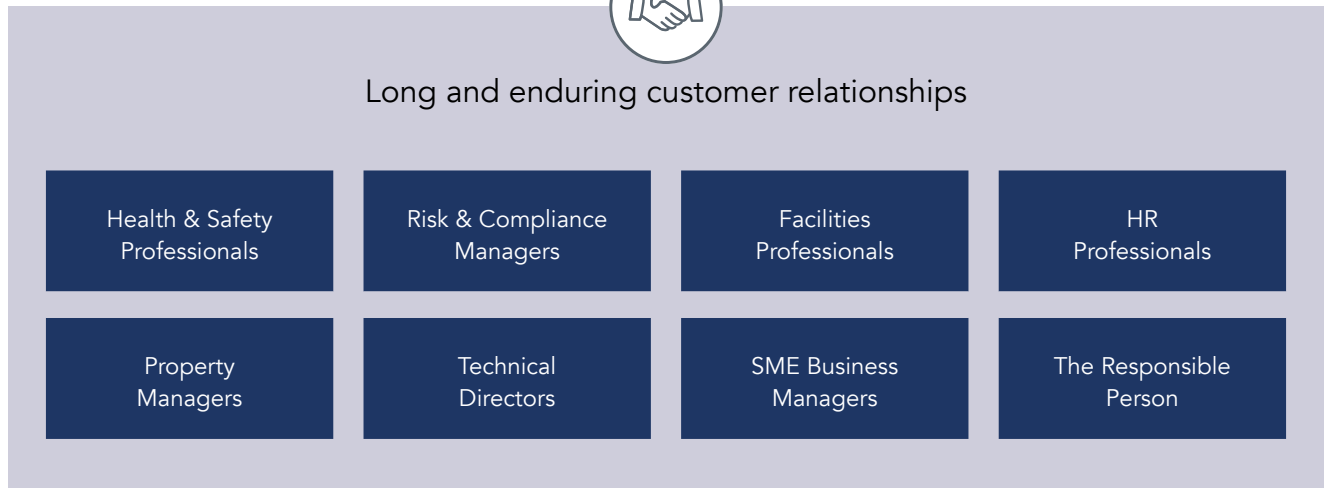 Long and enduring customer relationships
Health & Safety
Professionals
Risk & Compliance
Managers
Facilities
Professionals
HR
Professionals
Property
Managers
Technical
Directors
SME Business
Managers
The Responsible
Person